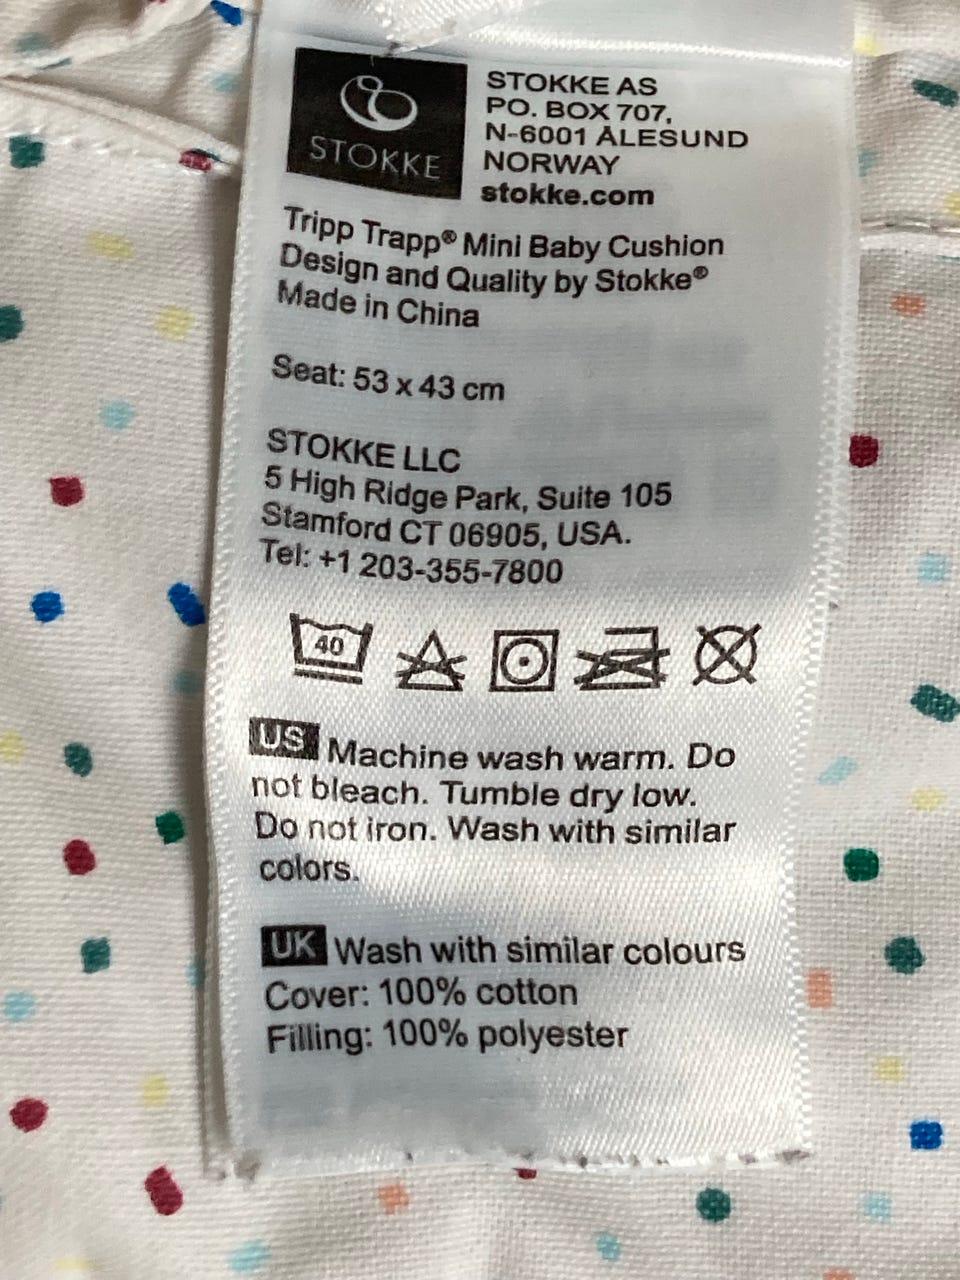 STOKKE
STOKKE AS
PO. BOX 707,
N-6001 ÅLESUND
NORWAY
stokke.com
Tripp Trapp® Mini Baby Cushion
Design and Quality by Stokke®
Made in China
Seat: 53 x 43 cm
STOKKE LLC
5 High Ridge Park, Suite 105
Stamford CT 06905, USA.
Tel: +1 203-355-7800
40
US Machine wash warm. Do
not bleach. Tumble dry low.
Do not iron. Wash with similar
colors.
UK Wash with similar colours
Cover: 100% cotton
Filling: 100% polyester